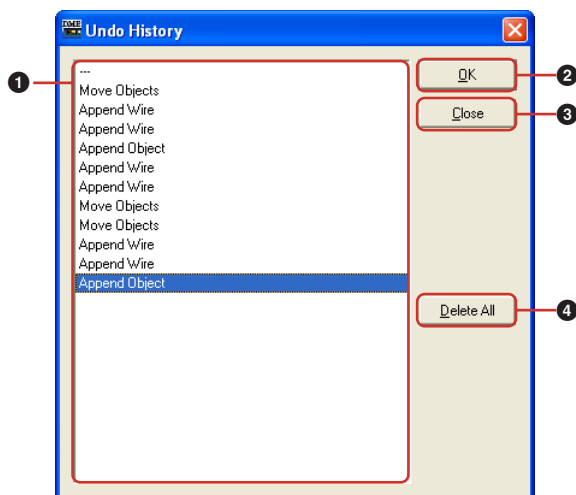 DME Undo History
1
---
Move Objects
Append Wire
Append Wire
Append Object
Append Wire
Append Wire
Move Objects
Move Objects
Append Wire
Append Wire
Append Object
OK
2
Close
3
Delete All
4